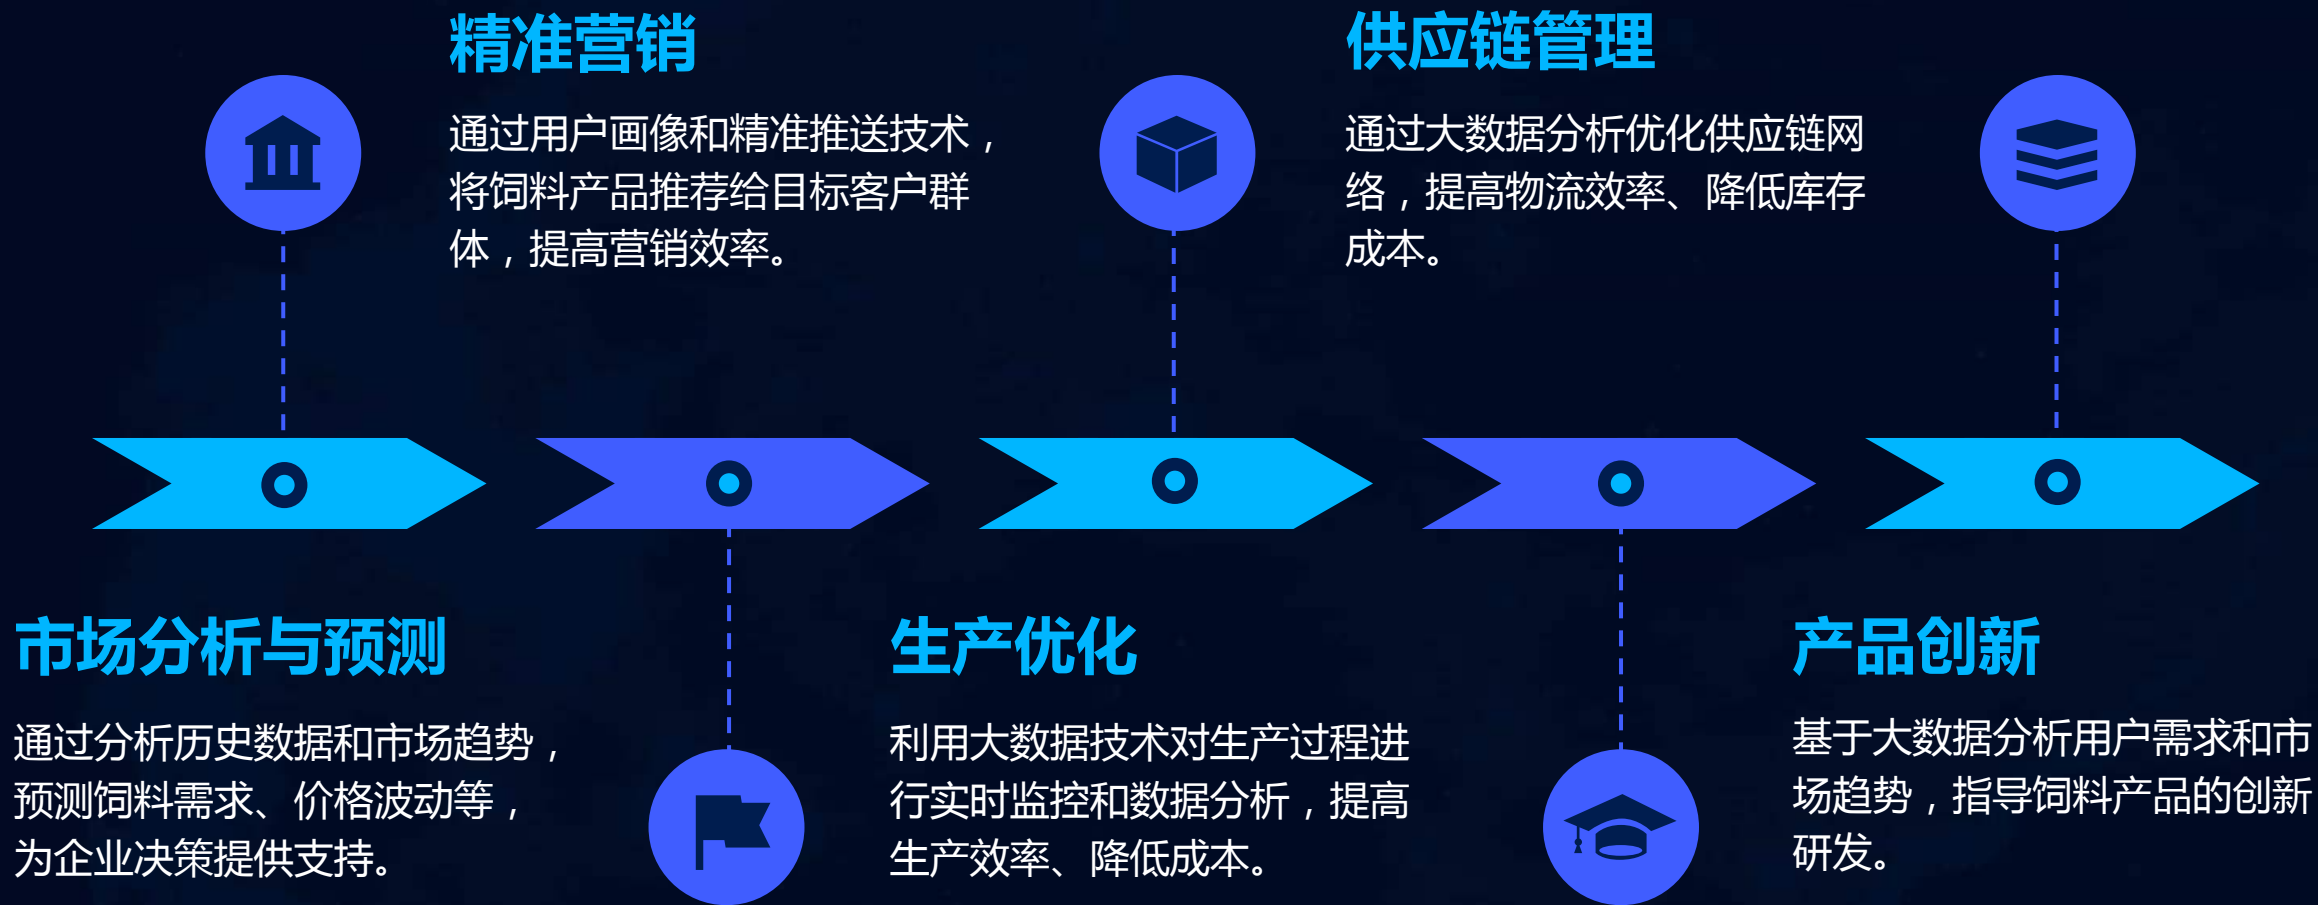 精准营销
通过用户画像和精准推送技术，
将饲料产品推荐给目标客户群
体，提高营销效率。
供应链管理
通过大数据分析优化供应链网
络，提高物流效率、降低库存
成本。
市场分析与预测
通过分析历史数据和市场趋势，
预测饲料需求、价格波动等，
为企业决策提供支持。
生产优化
利用大数据技术对生产过程进
行实时监控和数据分析，提高
生产效率、降低成本。
产品创新
基于大数据分析用户需求和市
场趋势，指导饲料产品的创新
研发。